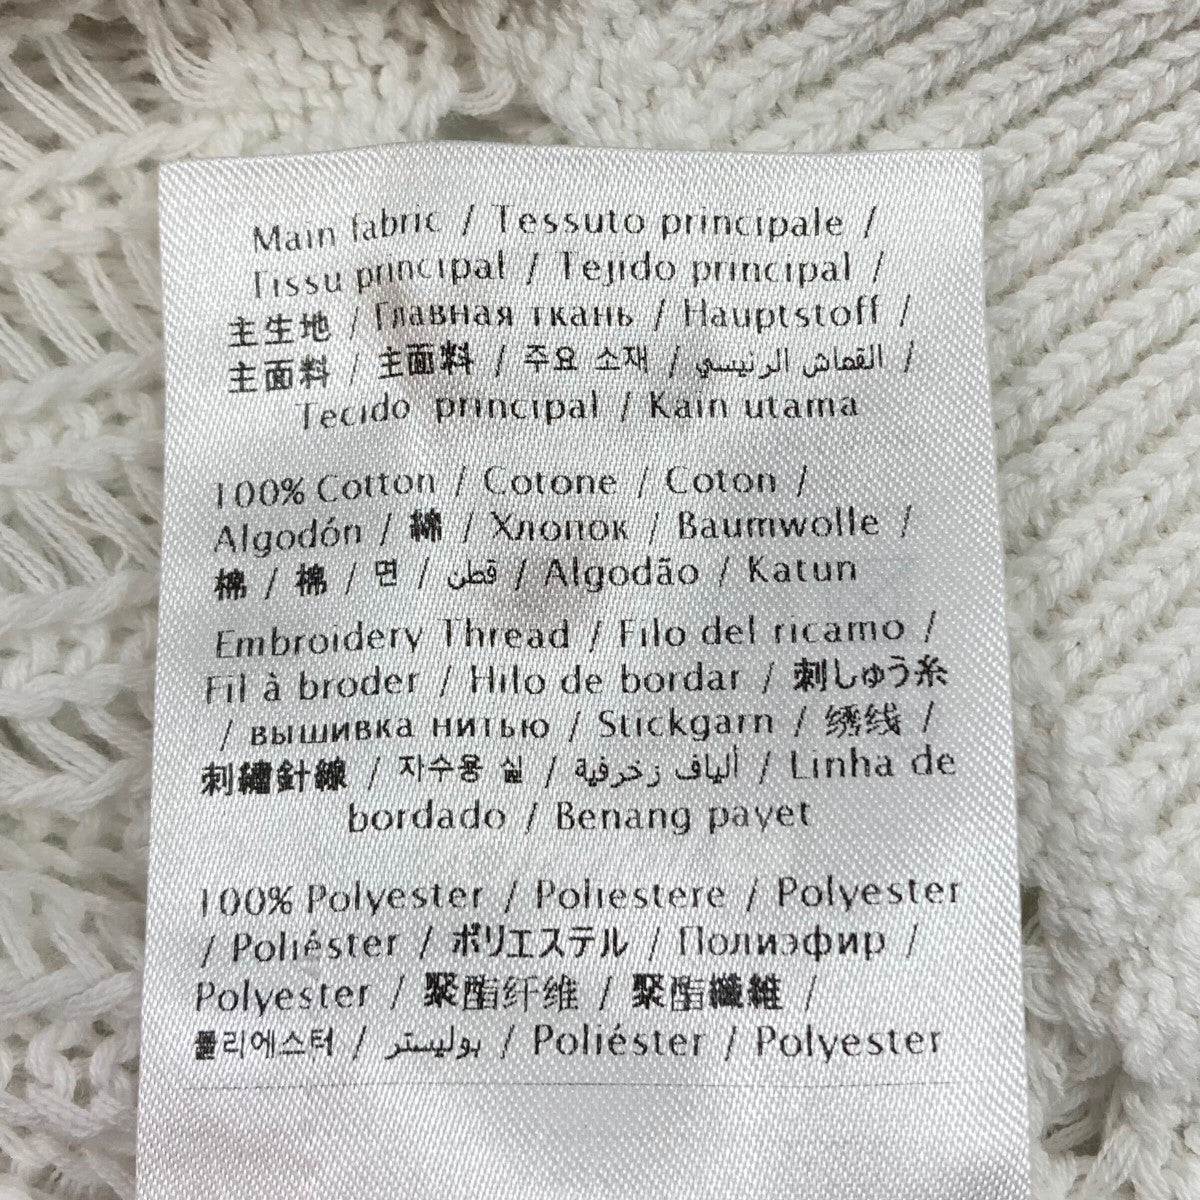 Main fabric / Tessuto principale /
Tissu principal / Tejido principal /
主生地 / Главная ткань / Hauptstoff /
主面料 / 主面料 / 주요 소재 / القماش الرئيسي /
Tecido principal / Kain utama
100% Cotton / Cotone / Coton /
Algodón / 綿 / Хлопок / Baumwolle /
棉 / 棉 / 면 / قطن / Algodão / Katun
Embroidery Thread / Filo del ricamo /
Fil à broder / Hilo de bordar / 刺しゅう糸
/ вышивка нитью / Stickgarn / 绣线 /
刺繡針線 / 자수용 실 / ألياف زخرفية / Linha de
bordado / Benang payet
100% Polyester / Poliestere / Polyester
/ Poliéster / ポリエステル / Полиэфир /
Polyester / 聚酯纤维 / 聚酯纖維 /
폴리에스터 / بوليستر / Poliéster / Polyester